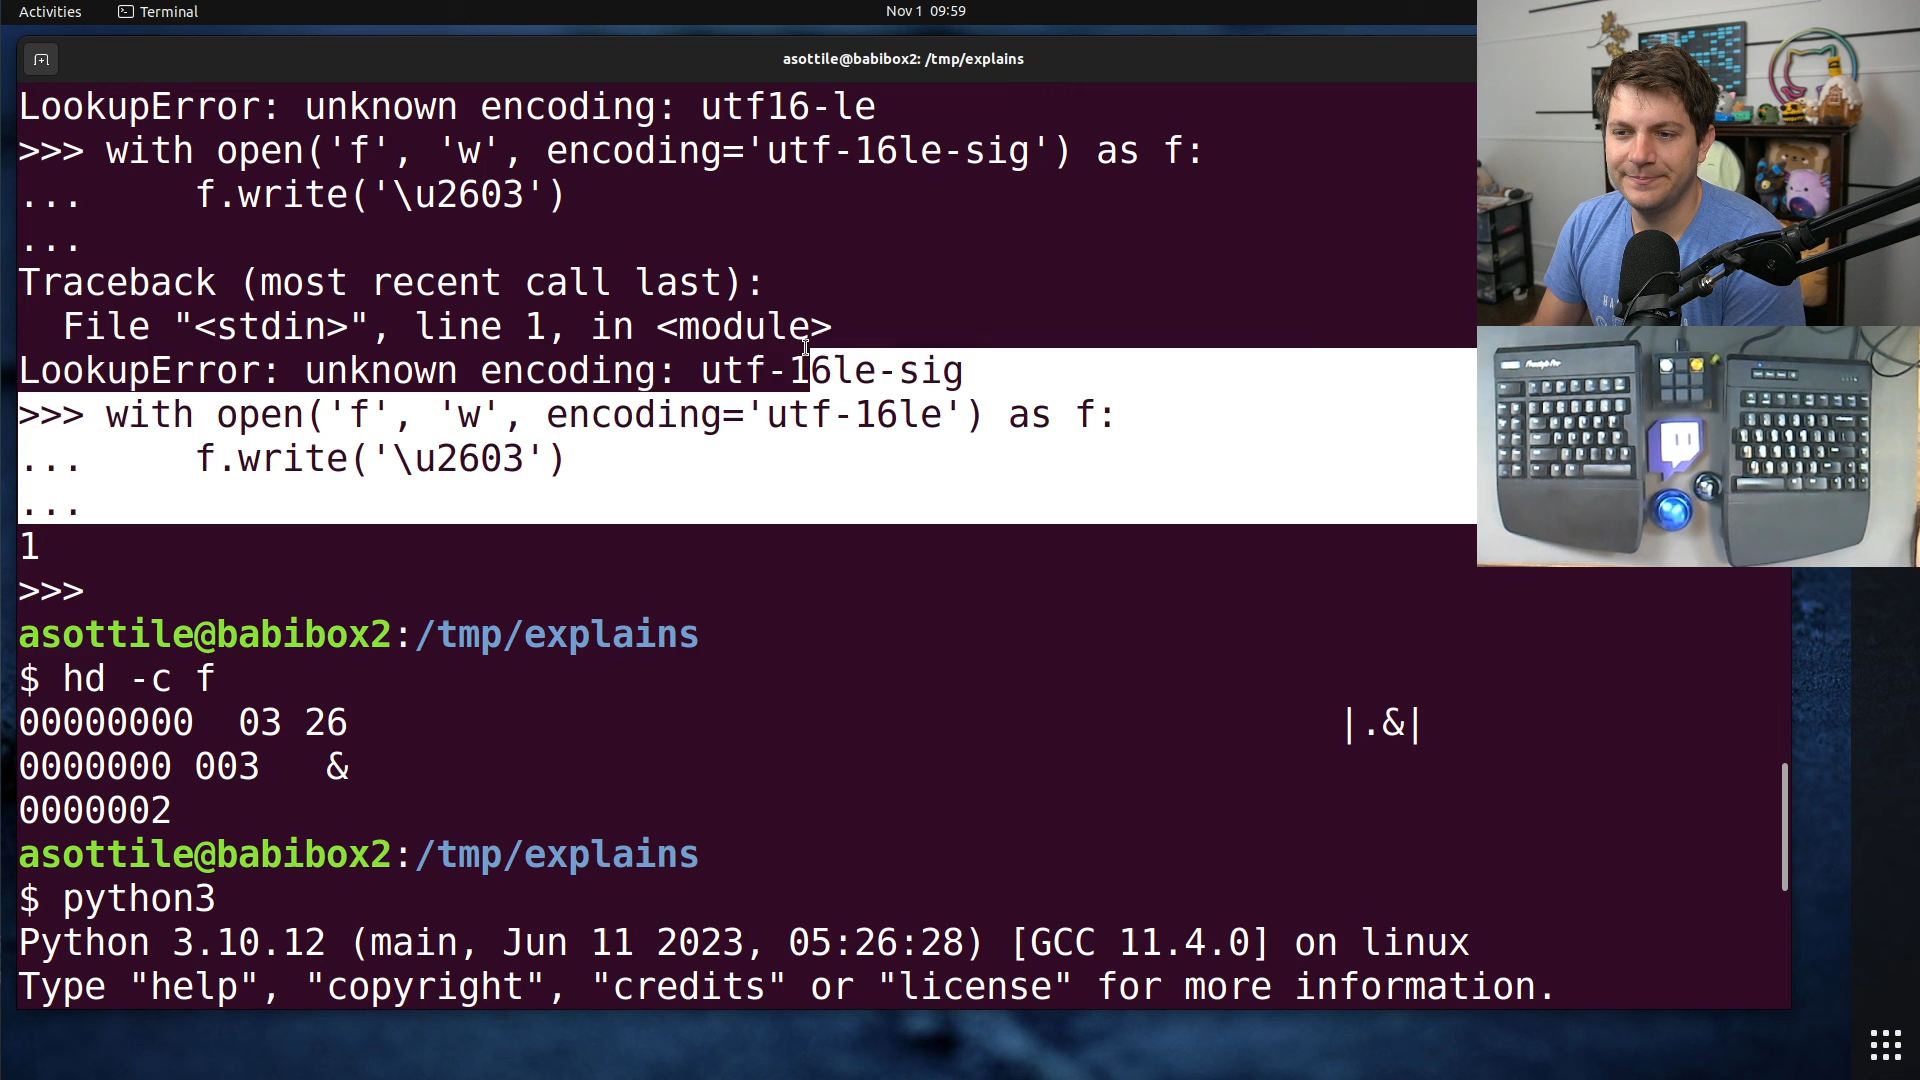 Activities
Terminal
Nov 1 09:59
asottile@babibox2: /tmp/explains
LookupError: unknown encoding: utf16-le
>>> with open('f', 'w', encoding='utf-16le-sig') as f:
...     f.write('\u2603')
...
Traceback (most recent call last):
  File "<stdin>", line 1, in <module>
LookupError: unknown encoding: utf-16le-sig
>>> with open('f', 'w', encoding='utf-16le') as f:
...     f.write('\u2603')
...
1
>>>
asottile@babibox2:/tmp/explains
$ hd -c f
00000000  03 26                                             |.&|
0000000 003   &
0000002
asottile@babibox2:/tmp/explains
$ python3
Python 3.10.12 (main, Jun 11 2023, 05:26:28) [GCC 11.4.0] on linux
Type "help", "copyright", "credits" or "license" for more information.